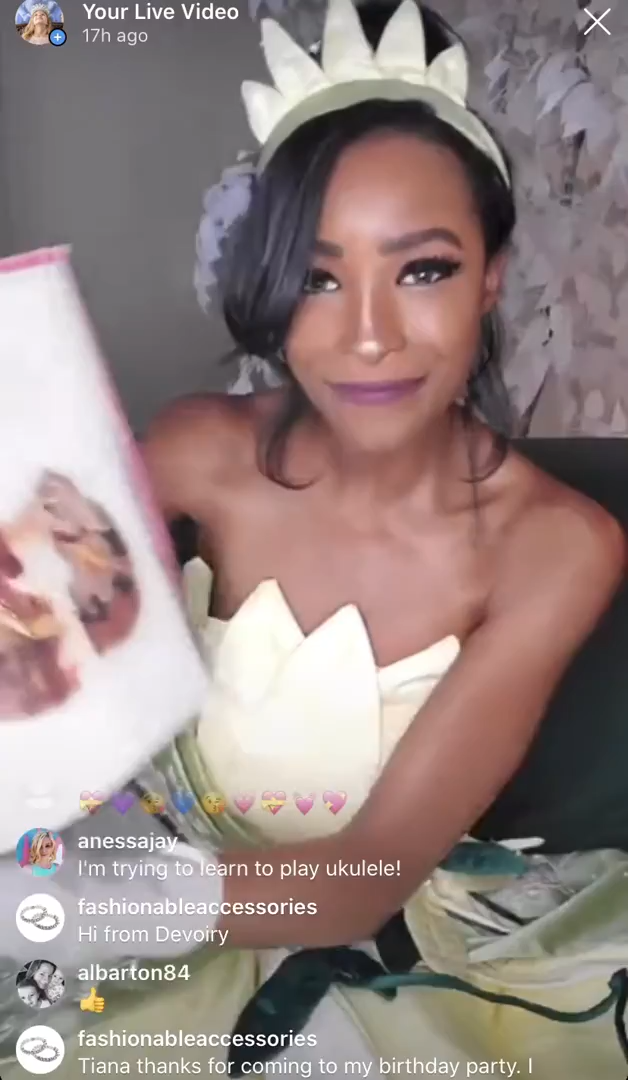 Your Live Video
17h ago
💝💜😘💙😘💗💝💓💖
anessajay
I'm trying to learn to play ukulele!
fashionableaccessories
Hi from Devoiry
albarton84
👍
fashionableaccessories
Tiana thanks for coming to my birthday party. I